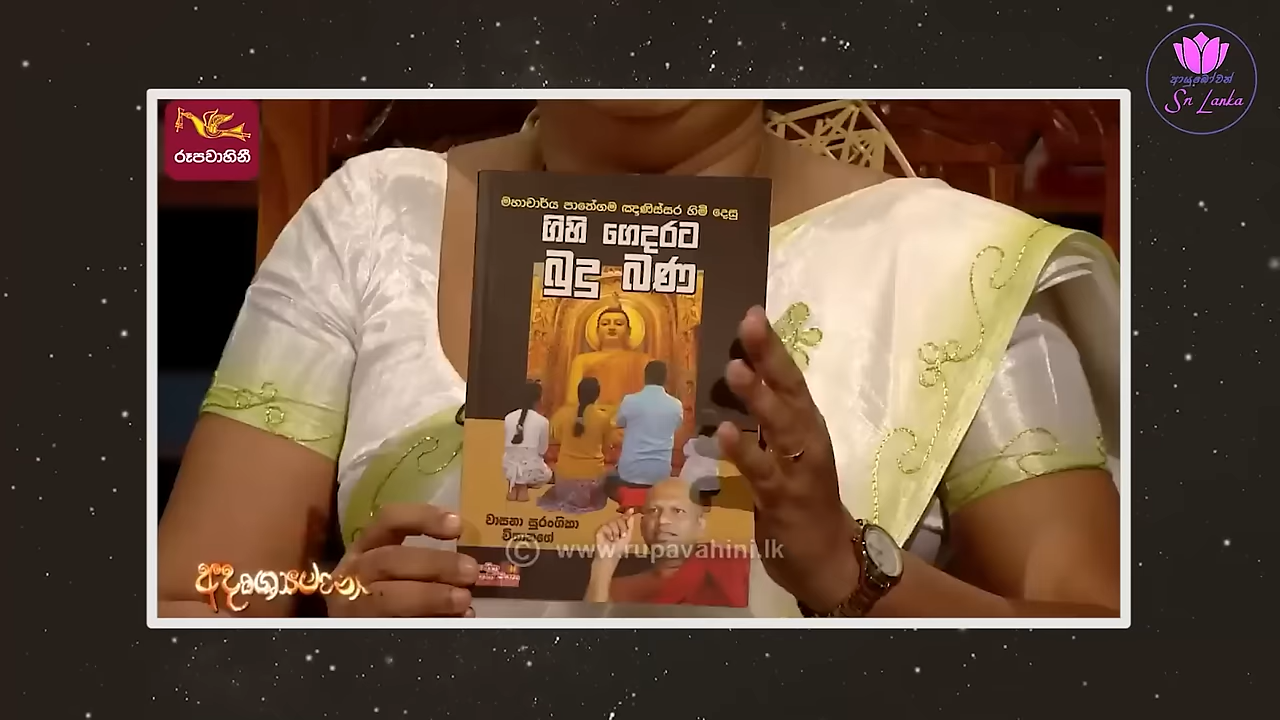 ආයුබෝවන්
Sri Lanka
රූපවාහිනී
මහාචාර්ය පාතේගම ඤාණිස්සර හිමි දෙසූ
ගිහි ගෙදරට
බුදු බණ
වාසනා සුරංගිකා
විතානගේ
© www.rupavahini.lk